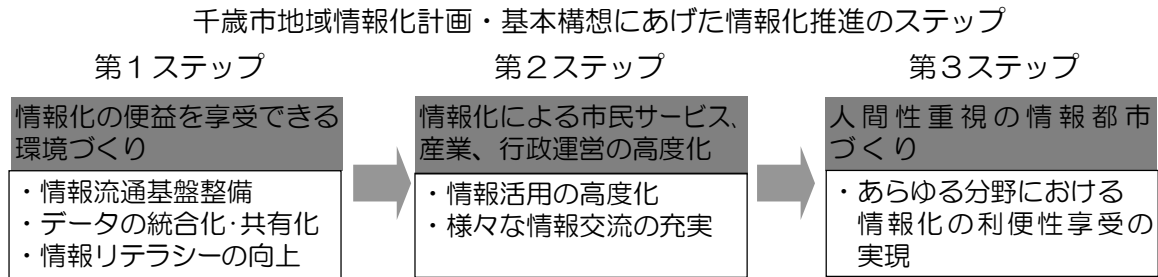 千歳市地域情報化計画・基本構想にあげた情報化推進のステップ
第１ステップ
情報化の便益を享受できる
環境づくり
・情報流通基盤整備
・データの統合化・共有化
・情報リテラシーの向上
第２ステップ
情報化による市民サービス、
産業、行政運営の高度化
・情報活用の高度化
・様々な情報交流の充実
第３ステップ
人間性重視の情報都市
づくり
・あらゆる分野における
情報化の利便性享受の
実現